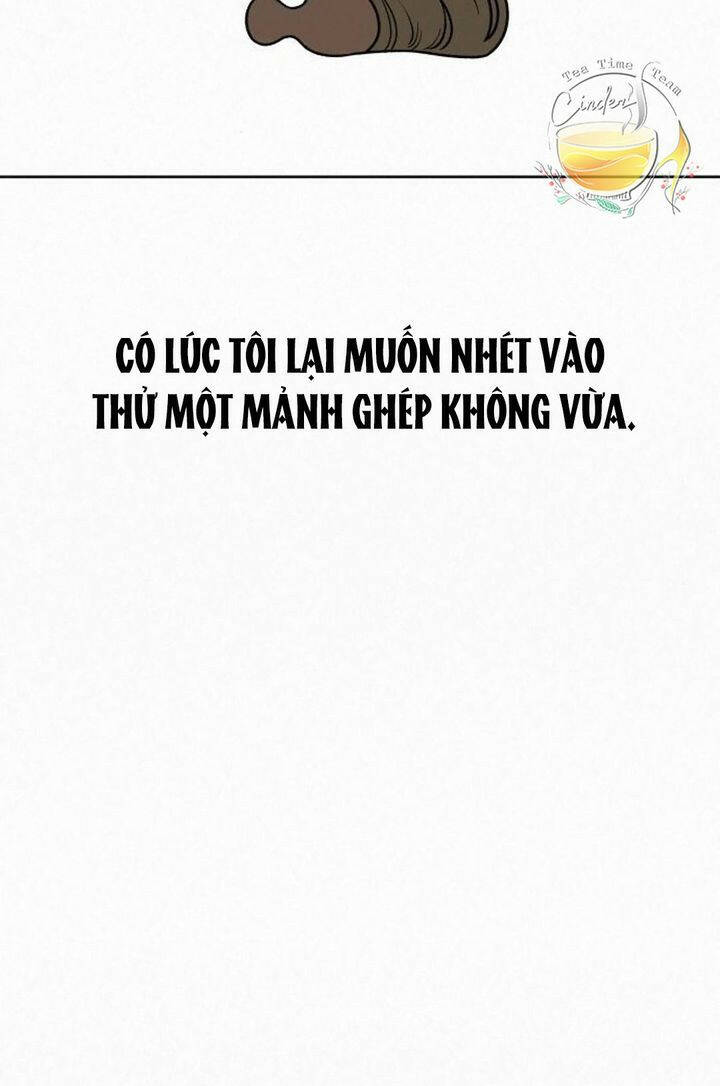 Tea Time Team
Cinder
CÓ LÚC TÔI LẠI MUỐN NHÉT VÀO
THỬ MỘT MẢNH GHÉP KHÔNG VỪA.